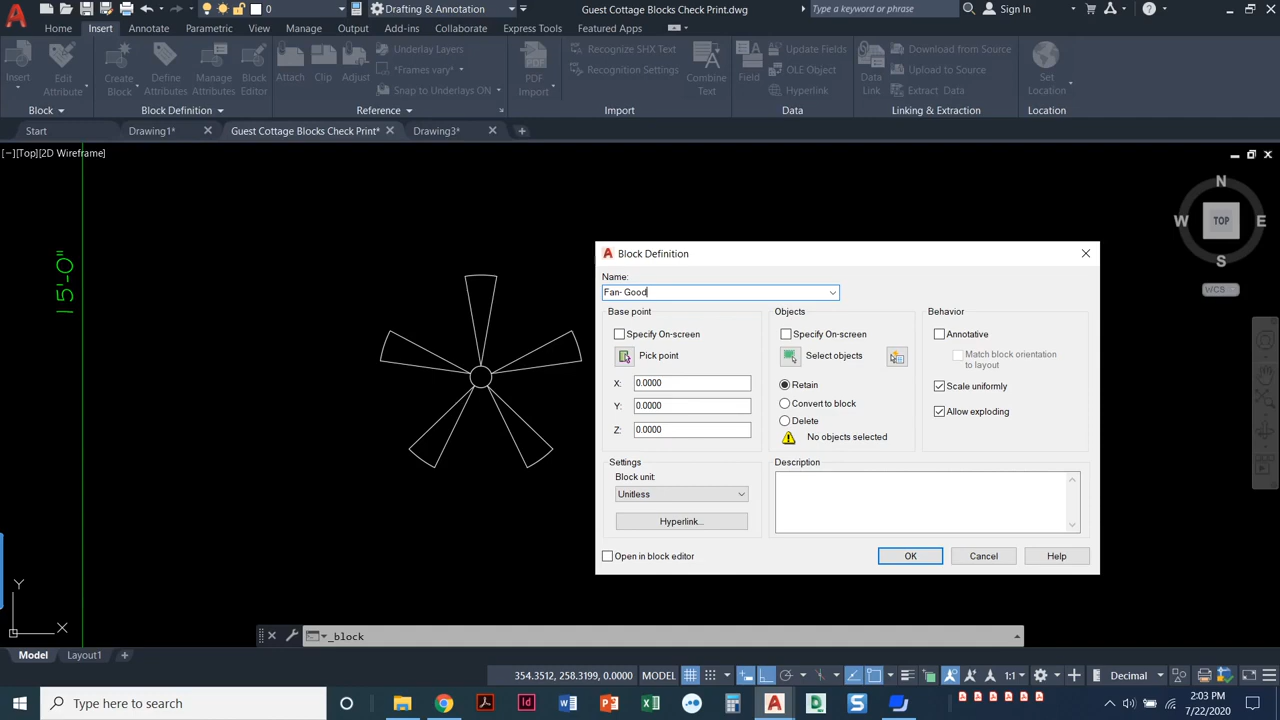 0
Drafting & Annotation
Guest Cottage Blocks Check Print.dwg
Type a keyword or phrase
Sign In
Home Insert Annotate Parametric View Manage Output Add-ins Collaborate Express Tools Featured Apps
Insert
Edit Attribute
Create Block
Define Attributes
Manage Attributes
Block Editor
Attach
Clip
Adjust
Underlay Layers
*Frames vary*
Snap to Underlays ON
PDF Import
Recognize SHX Text
Recognition Settings
Combine Text
Field
Update Fields
OLE Object
Hyperlink
Data Link
Download from Source
Upload to Source
Extract Data
Set Location
Block Block Definition Reference Import Data Linking & Extraction Location
Start Drawing1* Guest Cottage Blocks Check Print* Drawing3*
[−][Top][2D Wireframe]
15'-0"
N
W TOP E
S
WCS
Block Definition
Name:
Fan- Good
Base point
Specify On-screen
Pick point
X: 0.0000
Y: 0.0000
Z: 0.0000
Objects
Specify On-screen
Select objects
Retain
Convert to block
Delete
No objects selected
Behavior
Annotative
Match block orientation
to layout
Scale uniformly
Allow exploding
Settings
Block unit:
Unitless
Hyperlink...
Description
Open in block editor
OK Cancel Help
Y
X
_block
Model Layout1
354.3512, 258.3199, 0.0000 MODEL 1:1 Decimal
Type here to search
2:03 PM
7/22/2020